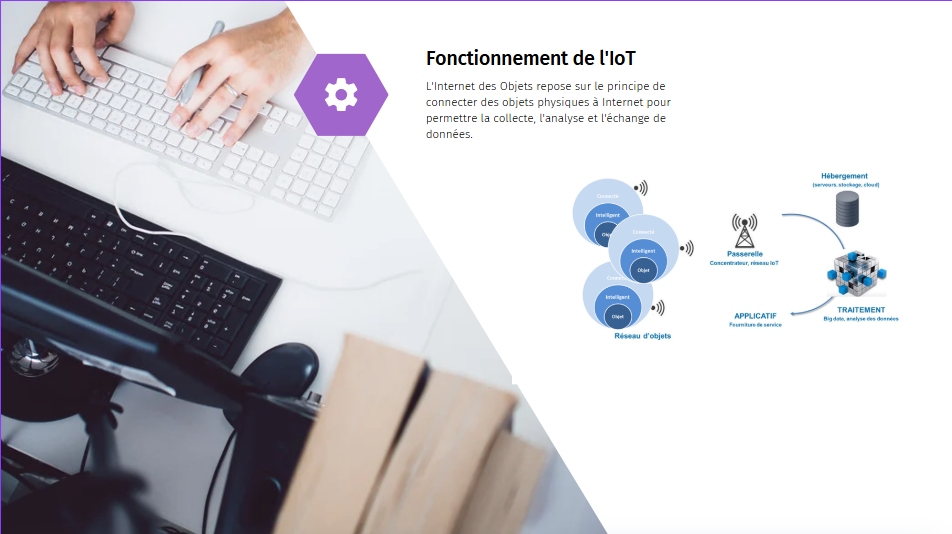 Fonctionnement de l'IoT
L'Internet des Objets repose sur le principe de
connecter des objets physiques à Internet pour
permettre la collecte, l'analyse et l'échange de
données.
Connecté
Intelligent
Objet
Connecté
Intelligent
Objet
Intelligent
Objet
Réseau d'objets
Passerelle
Concentrateur, réseau IoT
Hébergement
(serveurs, stockage, cloud)
TRAITEMENT
Big data, analyse des données
APPLICATIF
Fourniture de service